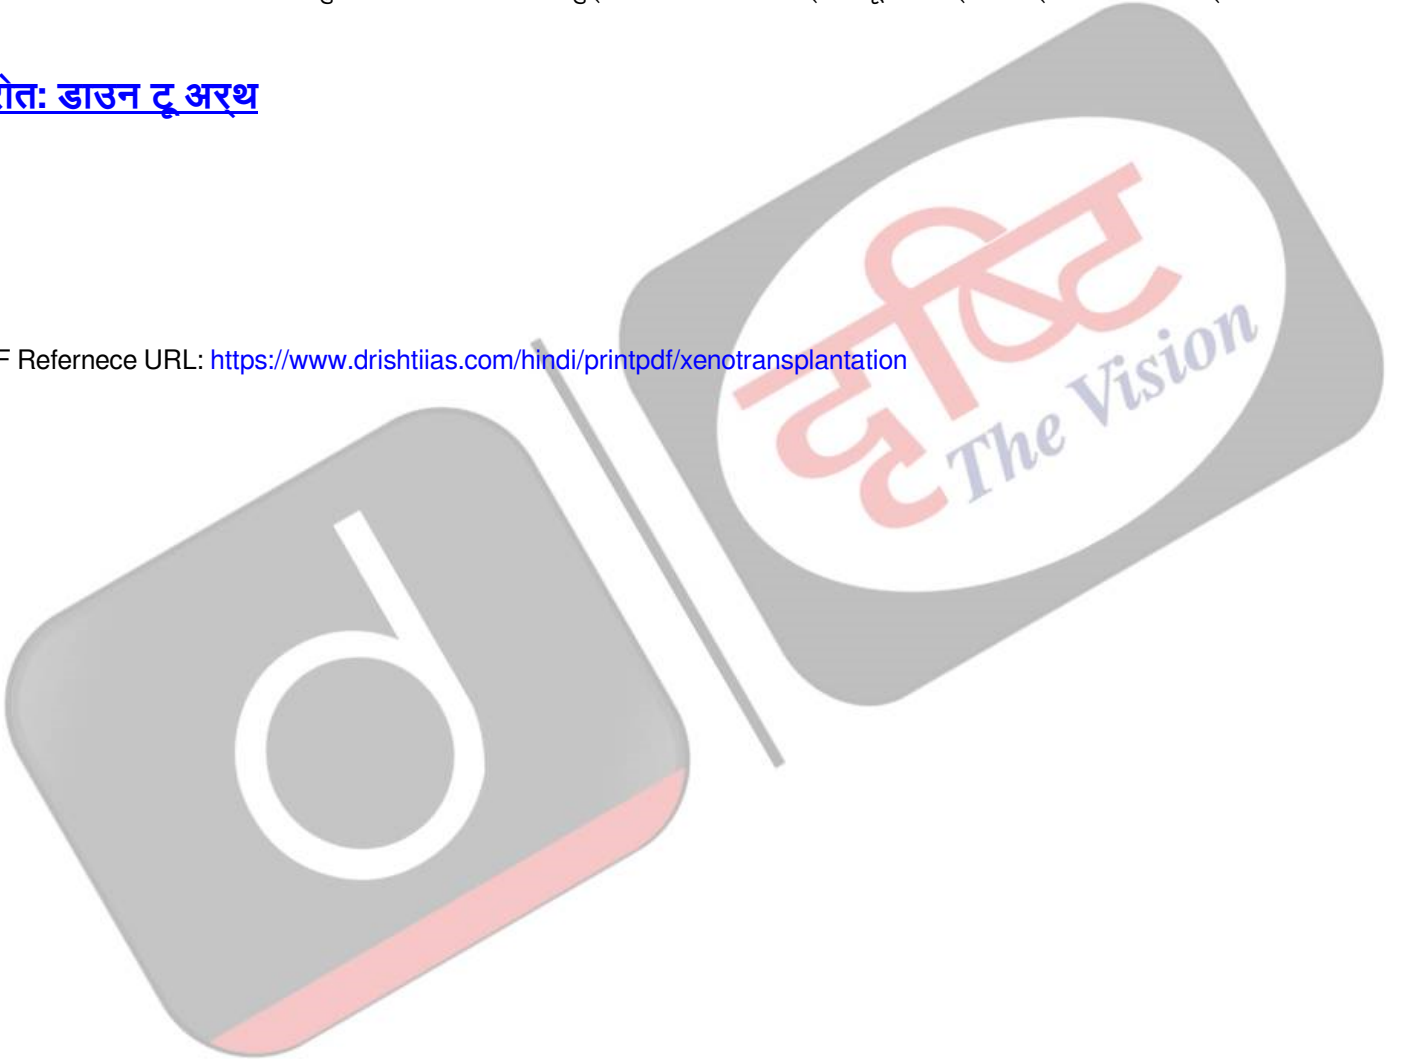 डाउन टू अर्थ
Refernece URL: https://www.drishtiias.com/hindi/printpdf/xenotransplantation
दृष्टि
The Vision
d